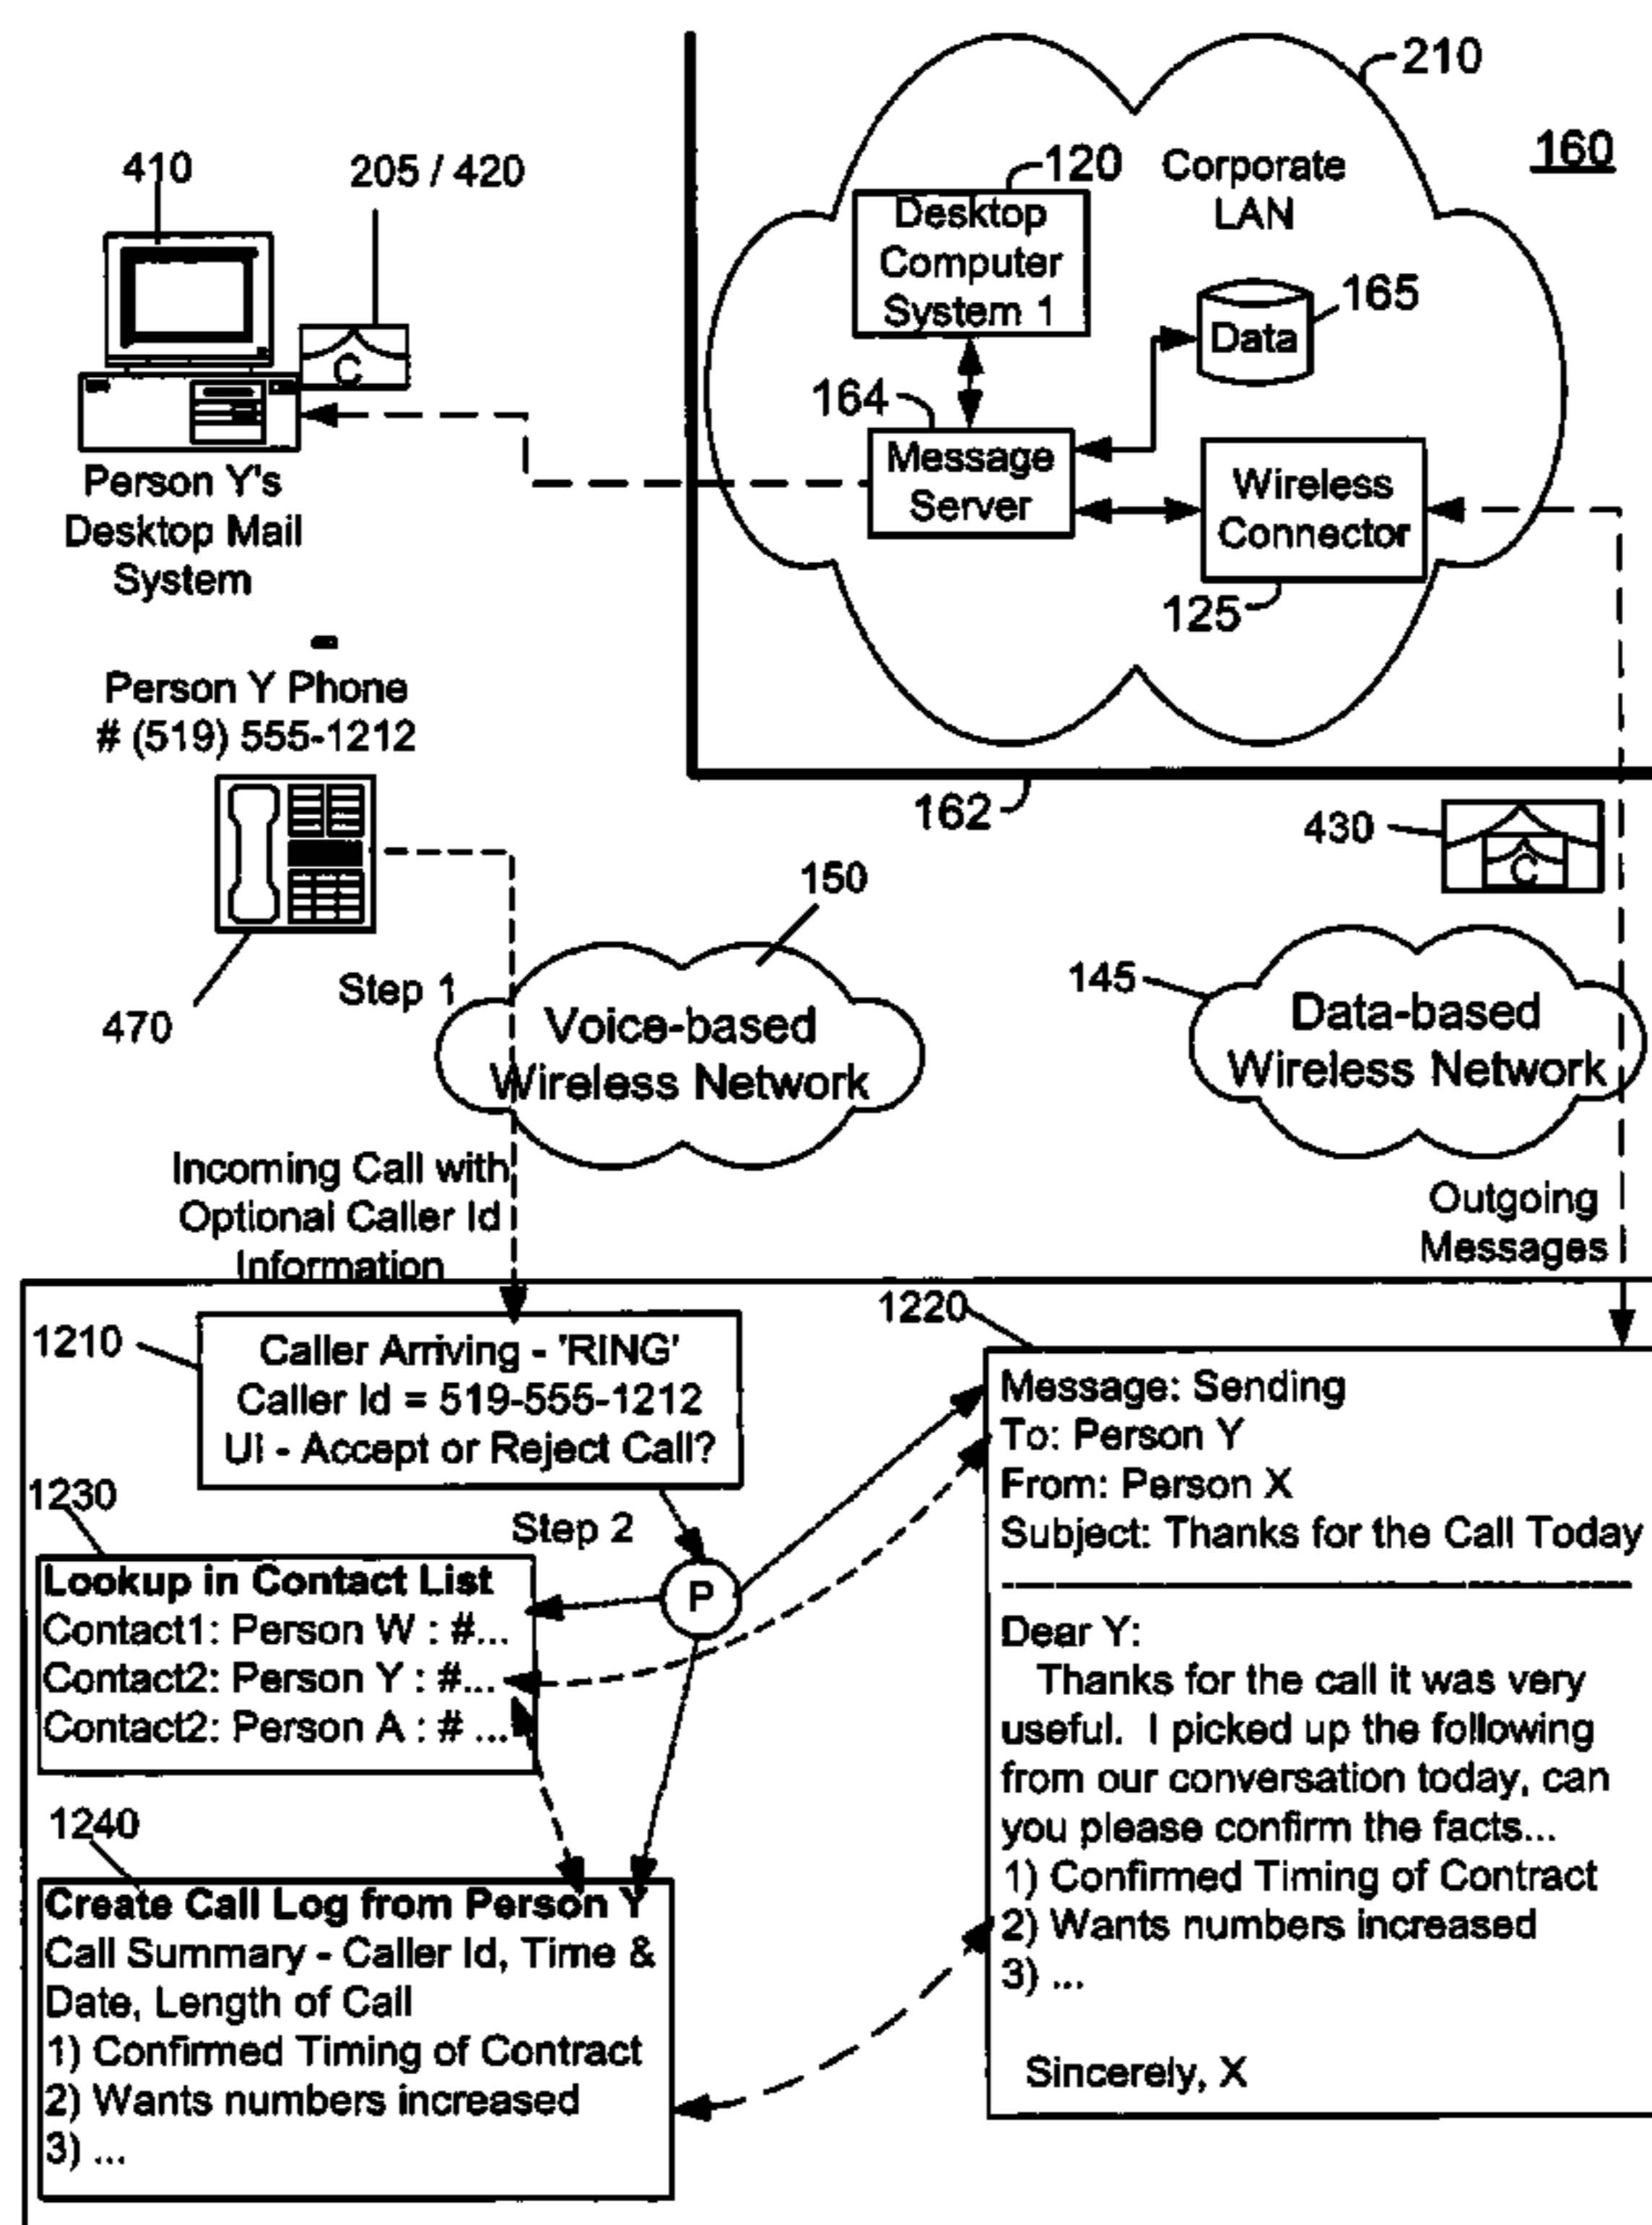 210
160
120
Corporate
LAN
Desktop
Computer
System 1
165
Data
164
Message
Server
Wireless
Connector
125
162
410
205 / 420
C
Person Y's
Desktop Mail
System
Person Y Phone
# (519) 555-1212
470
Step 1
150
Voice-based
Wireless Network
430
C
145
Data-based
Wireless Network
Incoming Call with
Optional Caller Id
Information
Outgoing
Messages
1210
Caller Arriving - 'RING'
Caller Id = 519-555-1212
UI - Accept or Reject Call?
Step 2
P
1230
Lookup in Contact List
Contact1: Person W : #...
Contact2: Person Y : #...
Contact2: Person A : # ...
1240
Create Call Log from Person Y
Call Summary - Caller Id, Time &
Date, Length of Call
1) Confirmed Timing of Contract
2) Wants numbers increased
3) ...
1220
Message: Sending
To: Person Y
From: Person X
Subject: Thanks for the Call Today
Dear Y:
Thanks for the call it was very
useful. I picked up the following
from our conversation today, can
you please confirm the facts...
1) Confirmed Timing of Contract
2) Wants numbers increased
3) ...
Sincerely, X